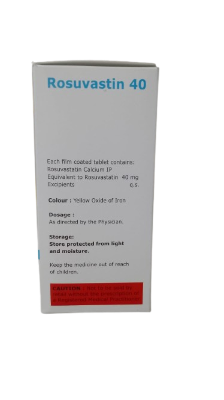 Rosuvastin 40
Each film coated tablet contains:
Rosuvastatin Calcium IP
Equivalent to Rosuvastatin 40 mg
Excipients q.s.
Colour : Yellow Oxide of Iron
Dosage :
As directed by the Physician.
Storage:
Store protected from light
and moisture.
Keep the medicine out of reach
of children.
CAUTION :